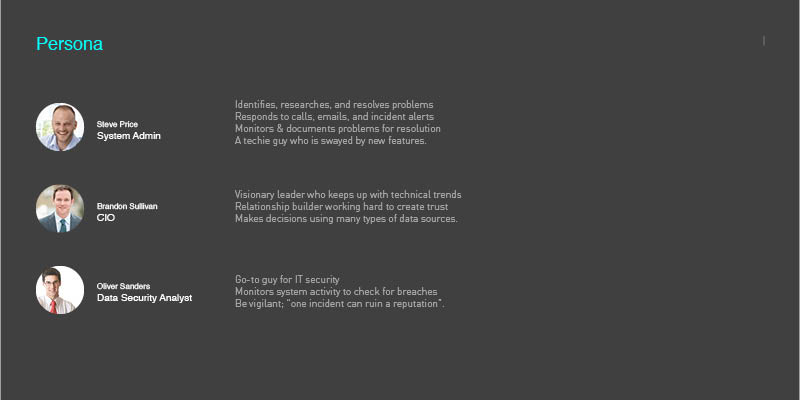 Persona
Steve Price
System Admin
Identifies, researches, and resolves problems
Responds to calls, emails, and incident alerts
Monitors & documents problems for resolution
A techie guy who is swayed by new features.
Brandon Sullivan
CIO
Visionary leader who keeps up with technical trends
Relationship builder working hard to create trust
Makes decisions using many types of data sources.
Oliver Sanders
Data Security Analyst
Go-to guy for IT security
Monitors system activity to check for breaches
Be vigilant; "one incident can ruin a reputation".